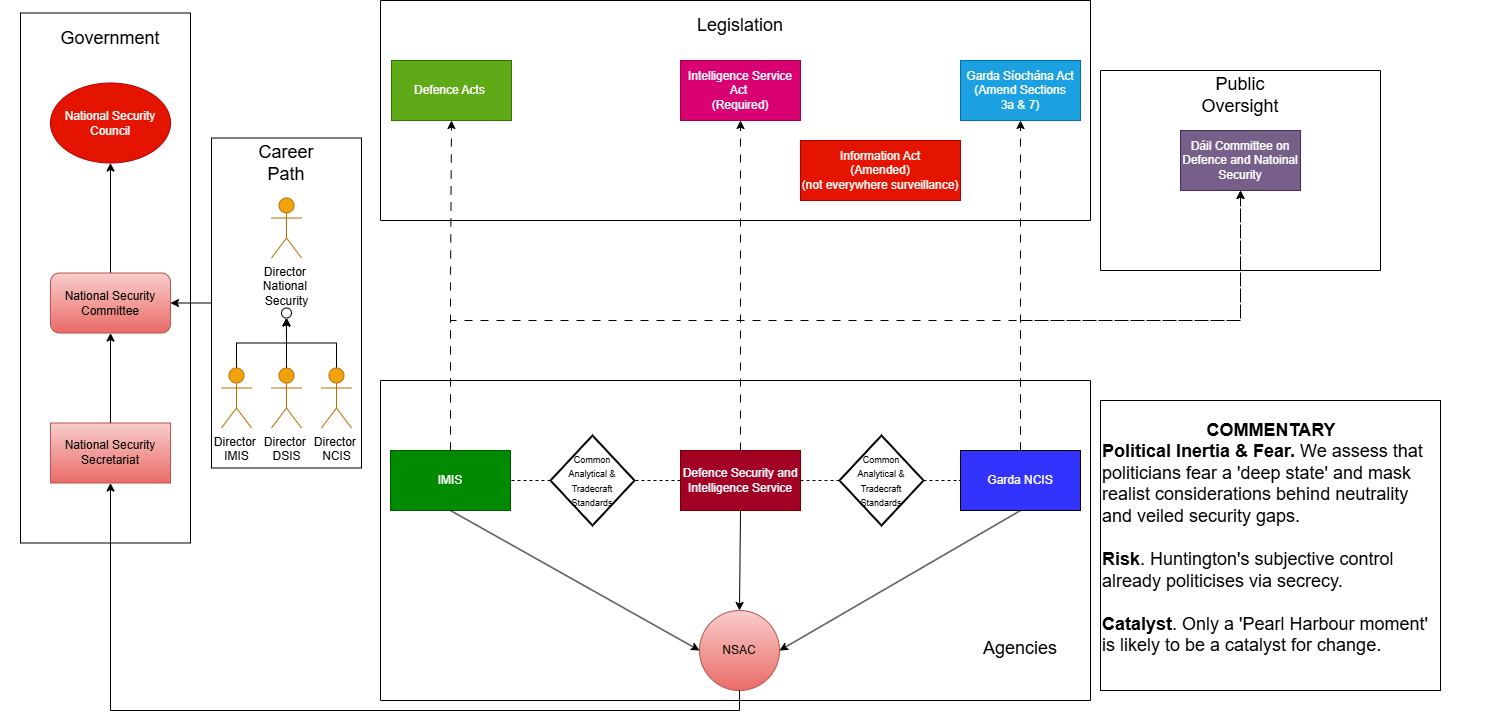 Government
National Security
Council
National Security
Committee
National Security
Secretariat
Career
Path
Director
National
Security
Director
IMIS
Director
DSIS
Director
NCIS
Legislation
Defence Acts
Intelligence Service
Act
(Required)
Garda Síochána Act
(Amend Sections
3a & 7)
Information Act
(Amended)
(not everywhere surveillance)
Public
Oversight
Dáil Committee on
Defence and Natoinal
Security
IMIS
Common
Analytical &
Tradecraft
Standards
Defence Security and
Intelligence Service
Common
Analytical &
Tradecraft
Standards
Garda NCIS
NSAC
Agencies
COMMENTARY
Political Inertia & Fear. We assess that
politicians fear a 'deep state' and mask
realist considerations behind neutrality
and veiled security gaps.
Risk. Huntington's subjective control
already politicises via secrecy.
Catalyst. Only a 'Pearl Harbour moment'
is likely to be a catalyst for change.